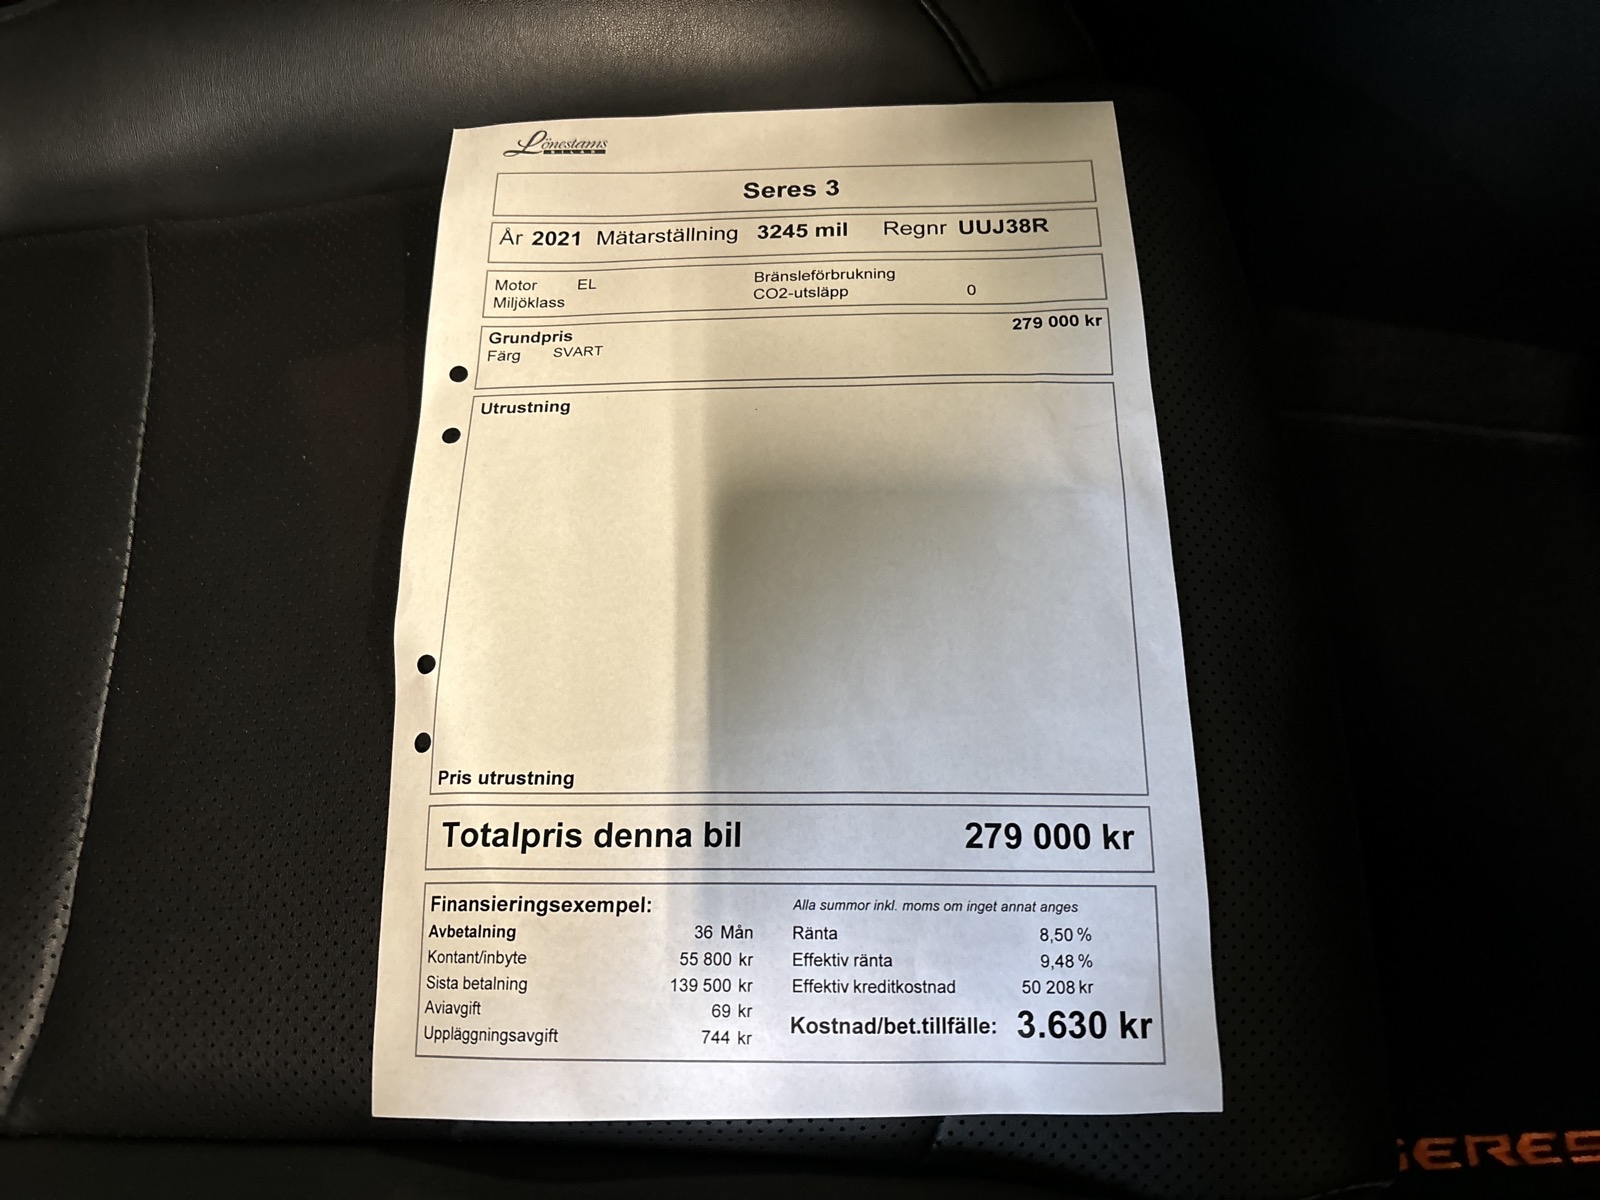 Lönestams
BILAR
Seres 3
År 2021 Mätarställning 3245 mil Regnr UUJ38R
Motor EL Bränsleförbrukning
Miljöklass CO2-utsläpp 0
Grundpris 279 000 kr
Färg SVART
Utrustning
Pris utrustning
Totalpris denna bil 279 000 kr
Finansieringsexempel: Alla summor inkl. moms om inget annat anges
Avbetalning 36 Mån Ränta 8,50 %
Kontant/inbyte 55 800 kr Effektiv ränta 9,48 %
Sista betalning 139 500 kr Effektiv kreditkostnad 50 208 kr
Aviavgift 69 kr Kostnad/bet.tillfälle: 3.630 kr
Uppläggningsavgift 744 kr
SERES